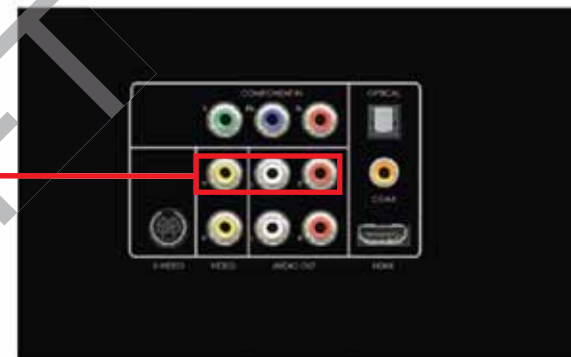 COMPONENT IN
OPTICAL
COAX
S-VIDEO VIDEO AUDIO OUT HDMI